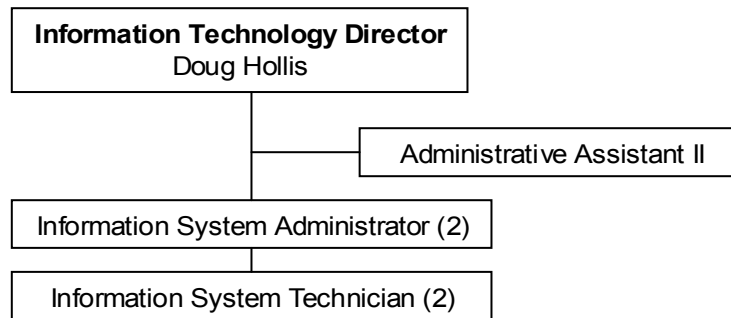 Information Technology Director
Doug Hollis
Administrative Assistant II
Information System Administrator (2)
Information System Technician (2)